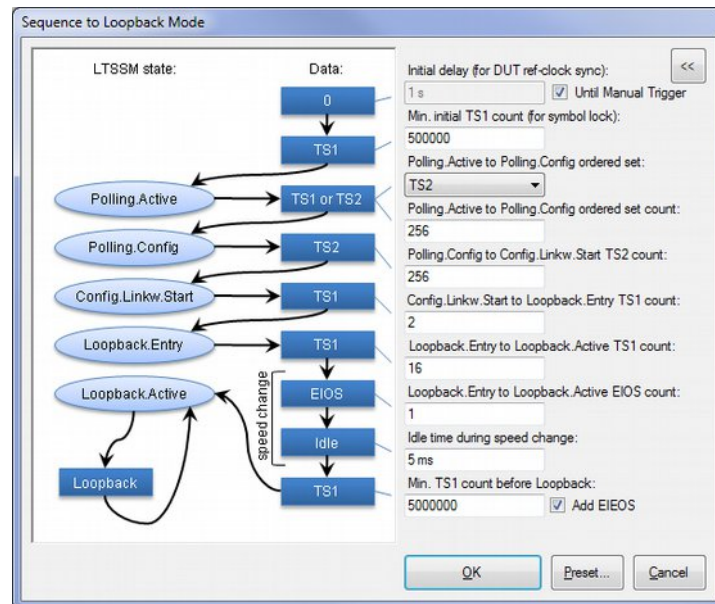 Sequence to Loopback Mode
LTSSM state:
Data:
0
TS1
Polling.Active
TS1 or TS2
Polling.Config
TS2
Config.Linkw.Start
TS1
Loopback.Entry
TS1
Loopback.Active
speed change
EIOS
Idle
Loopback
TS1
<<
Initial delay (for DUT ref-clock sync):
1 s
Until Manual Trigger
Min. initial TS1 count (for symbol lock):
500000
Polling.Active to Polling.Config ordered set:
TS2
Polling.Active to Polling.Config ordered set count:
256
Polling.Config to Config.Linkw.Start TS2 count:
256
Config.Linkw.Start to Loopback.Entry TS1 count:
2
Loopback.Entry to Loopback.Active TS1 count:
16
Loopback.Entry to Loopback.Active EIOS count:
1
Idle time during speed change:
5 ms
Min. TS1 count before Loopback:
5000000
Add EIEOS
OK
Preset...
Cancel